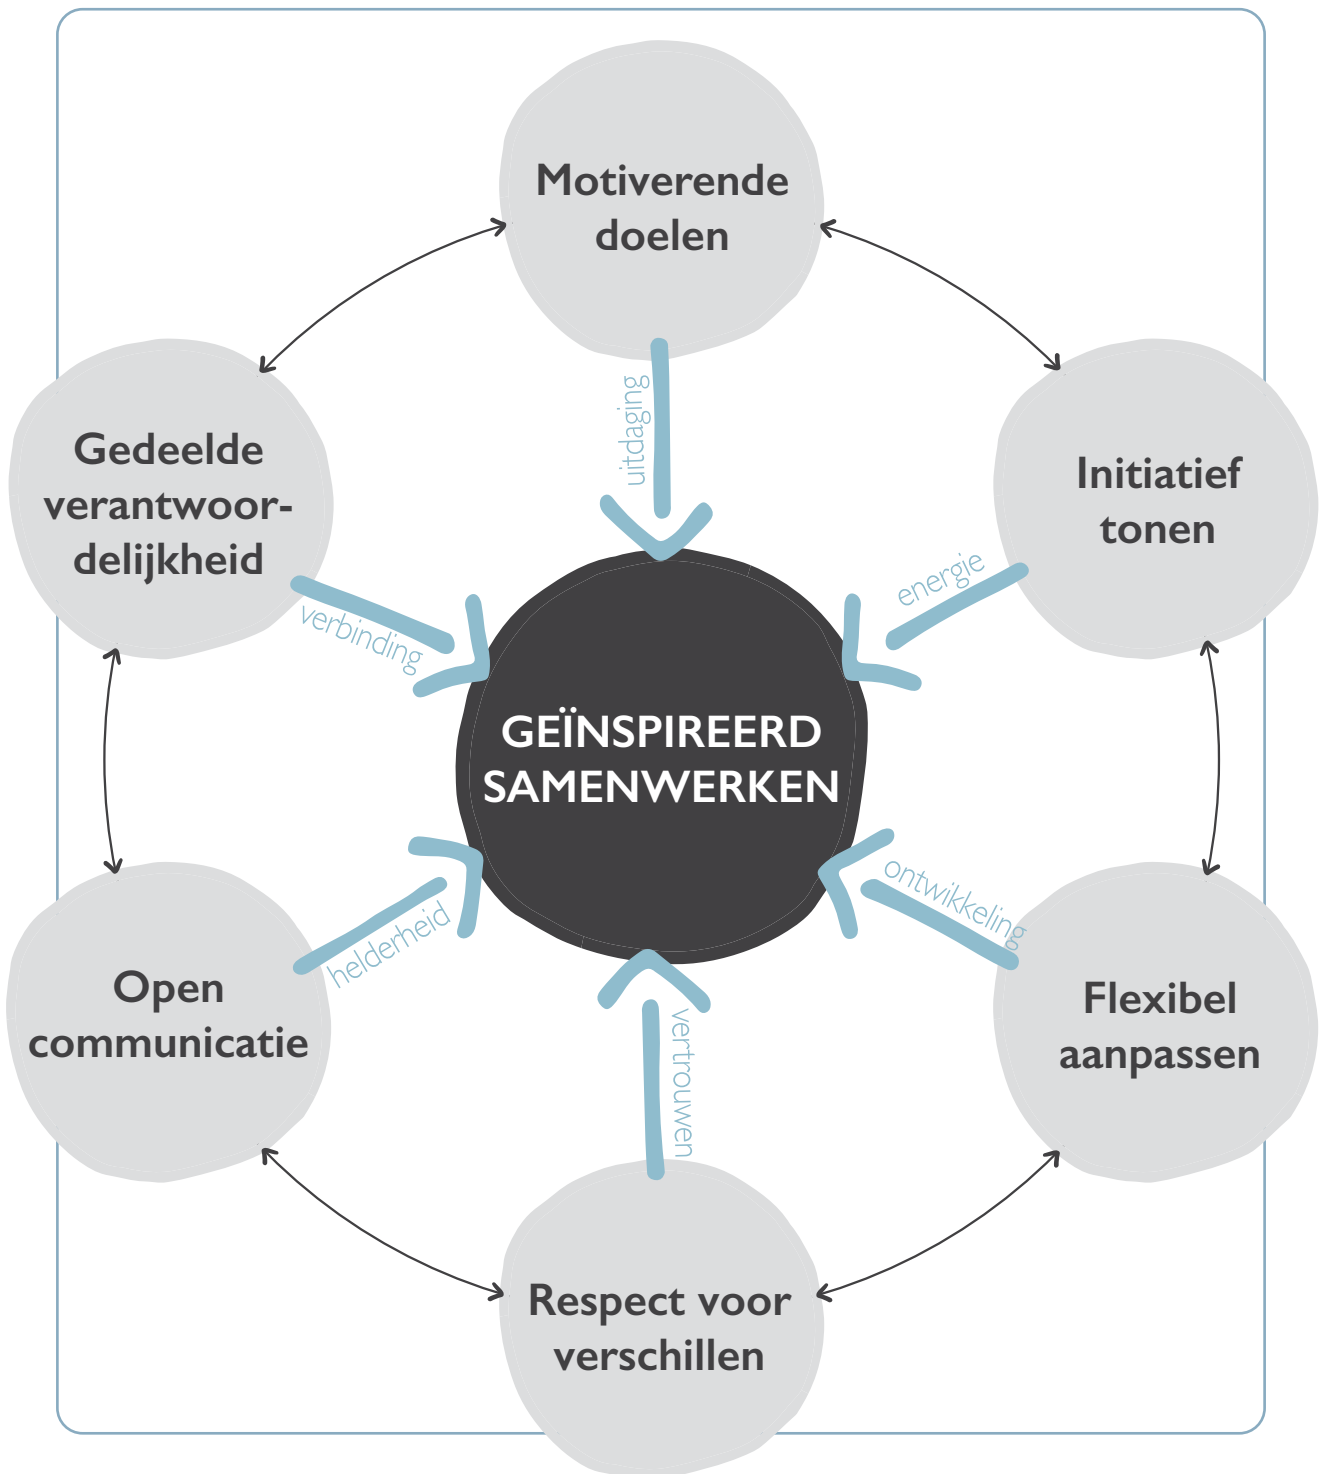 Motiverende
doelen
uitdaging
Gedeelde
verantwoor-
delijkheid
verbinding
Initiatief
tonen
energie
GEÏNSPIREERD
SAMENWERKEN
Open
communicatie
helderheid
ontwikkeling
Flexibel
aanpassen
vertrouwen
Respect voor
verschillen